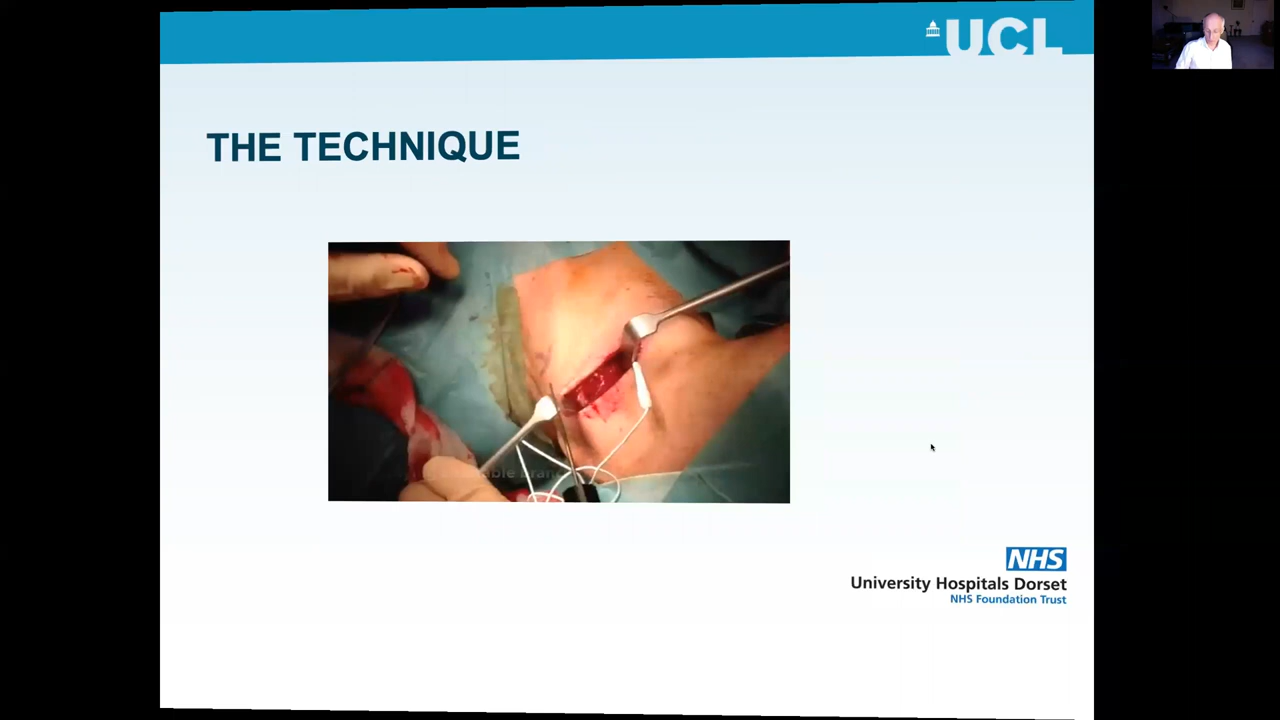 UCL
THE TECHNIQUE
NHS
University Hospitals Dorset
NHS Foundation Trust